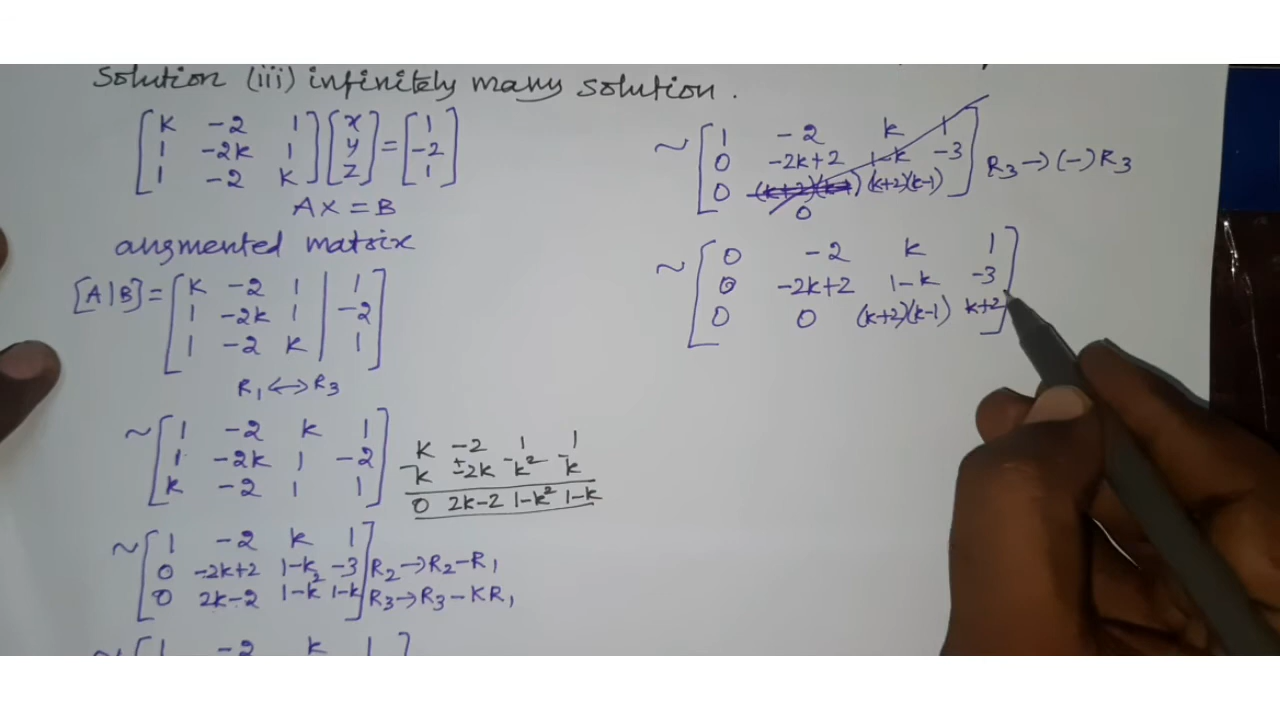 Solution (iii) infinitely many solution.
[K -2 1] [x] = [1]
[1 -2k 1] [y] [-2]
[1 -2 k] [z] [1]
AX = B
augmented matrix
[A|B] = [K -2 1 | 1]
[1 -2k 1 | -2]
[1 -2 k | 1]
R₁ ↔ R₃
~ [1 -2 k 1]
[1 -2k 1 -2]
[k -2 1 1]
k -2 1 1
-k ±2k -k² -k
0 2k-2 1-k² 1-k
~ [1 -2 k 1]
[0 -2k+2 1-k -3] R₂→R₂-R₁
[0 2k-2 1-k² 1-k] R₃→R₃-KR₁
~ [1 -2 k 1]
~ [1 -2 k 1]
[0 -2k+2 1-k -3] R₃→(-)R₃
[0 (k+2)(k-1)]
0
~ [0 -2 k 1]
[0 -2k+2 1-k -3]
[0 0 (k+2)(k-1) k+2]